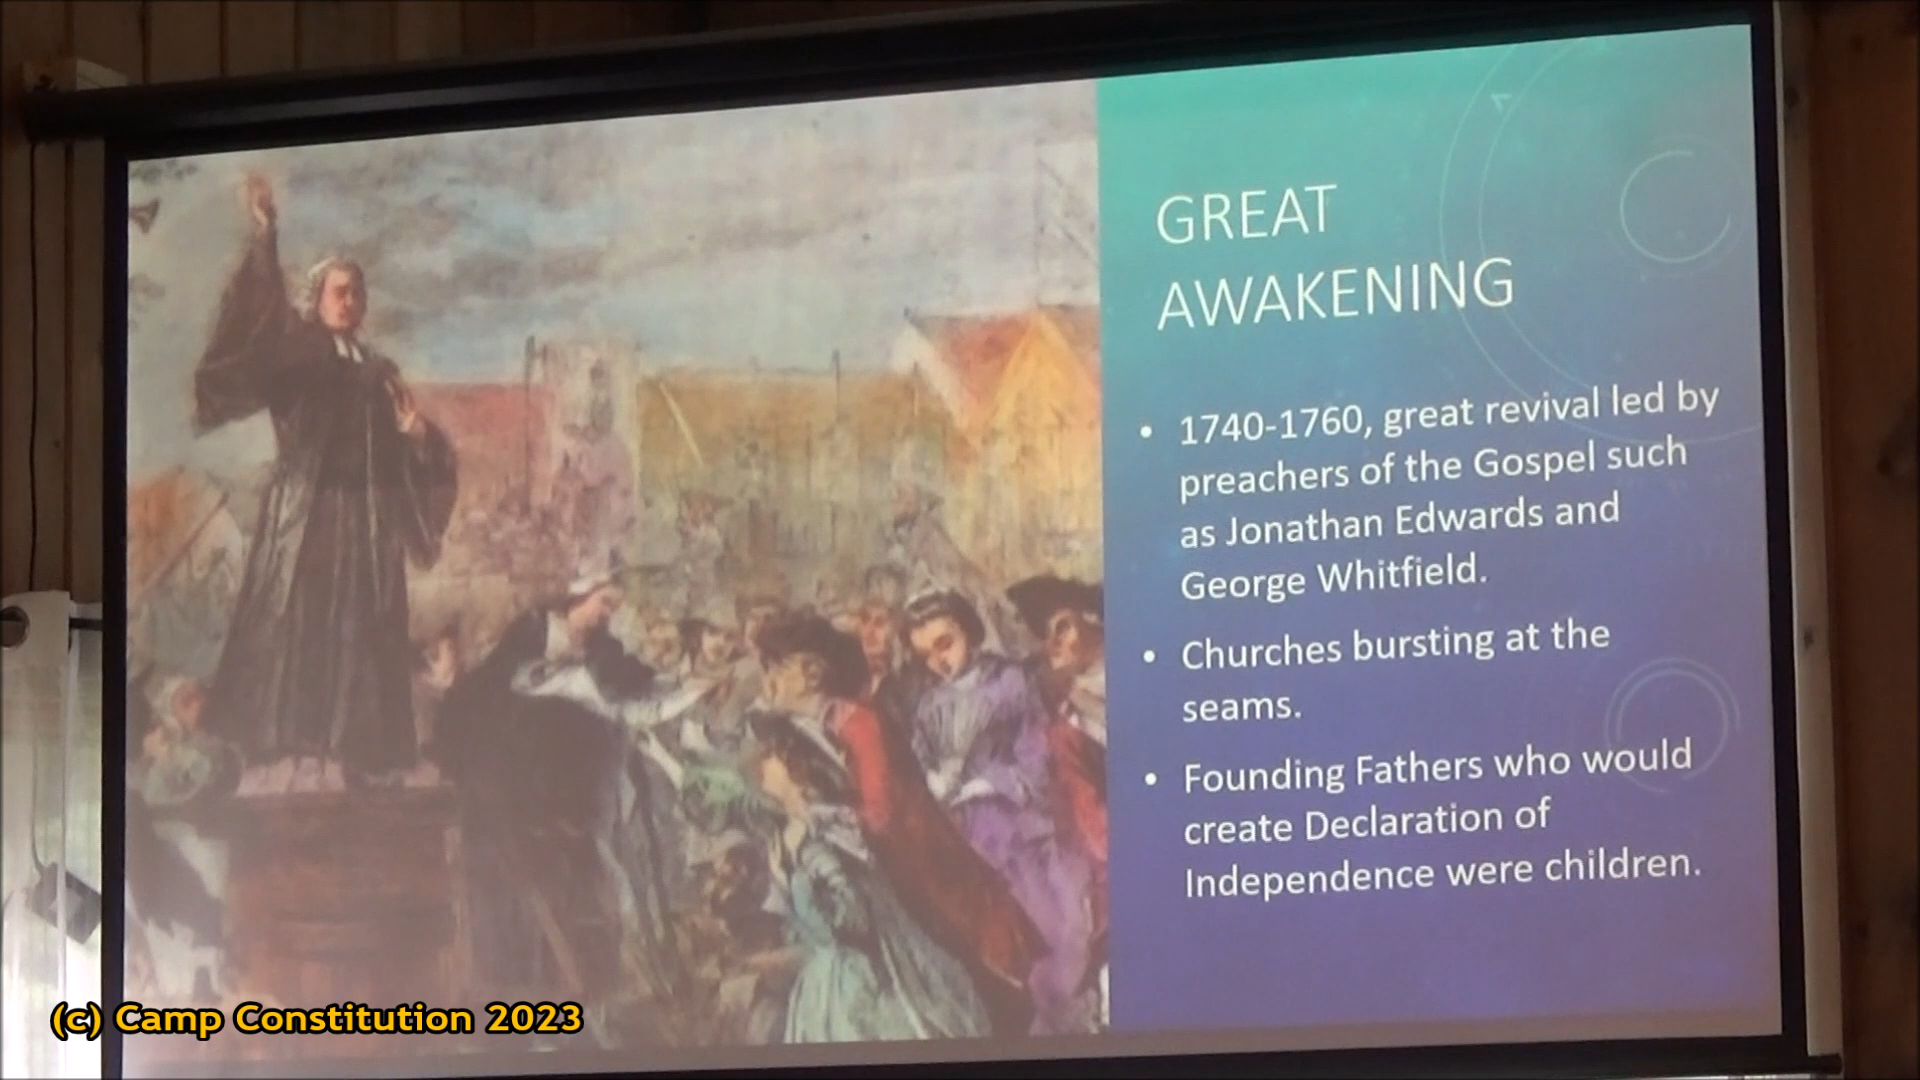 GREAT
AWAKENING
• 1740-1760, great revival led by
preachers of the Gospel such
as Jonathan Edwards and
George Whitfield.
• Churches bursting at the
seams.
• Founding Fathers who would
create Declaration of
Independence were children.
(c) Camp Constitution 2023